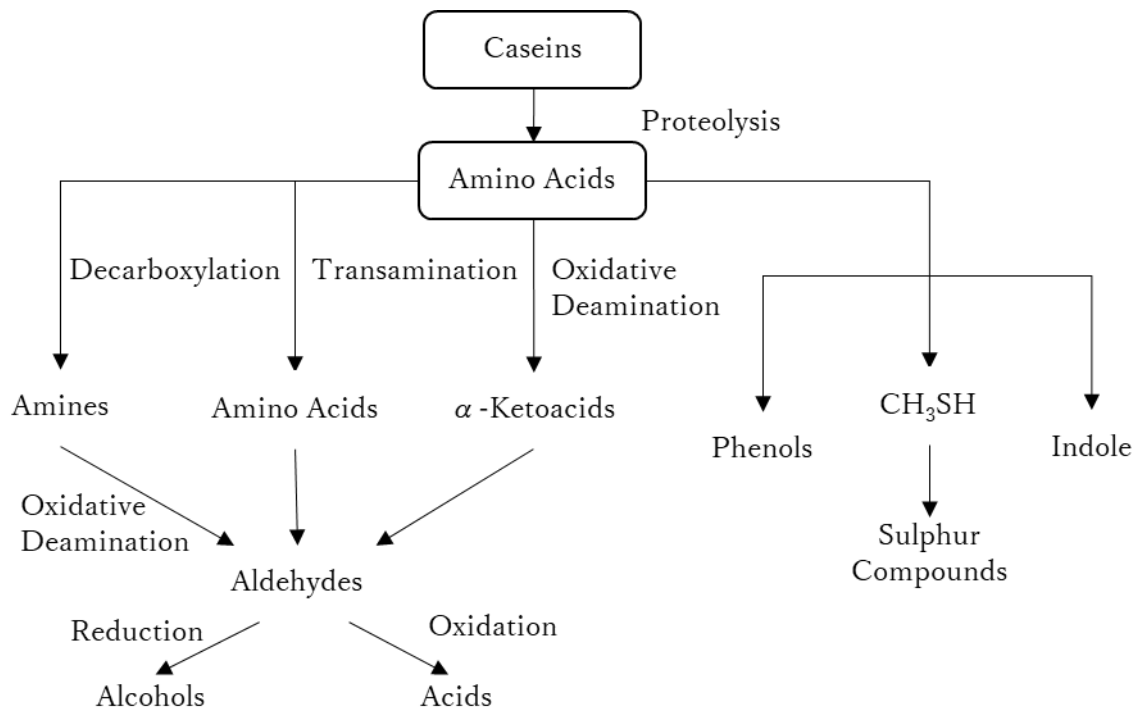 Caseins
Proteolysis
Amino Acids
Decarboxylation
Transamination
Oxidative
Deamination
Amines
Amino Acids
α-Ketoacids
CH₃SH
Phenols
Indole
Oxidative
Deamination
Sulphur
Compounds
Aldehydes
Reduction
Oxidation
Alcohols
Acids